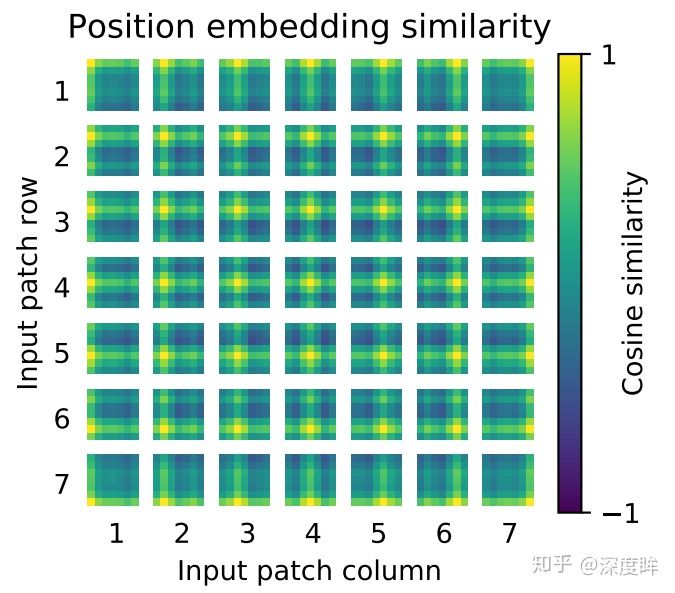 Position embedding similarity
1
2
3
4
5
6
7
Input patch row
1 2 3 4 5 6 7
Input patch column
1
−1
Cosine similarity
知乎 @深度眸